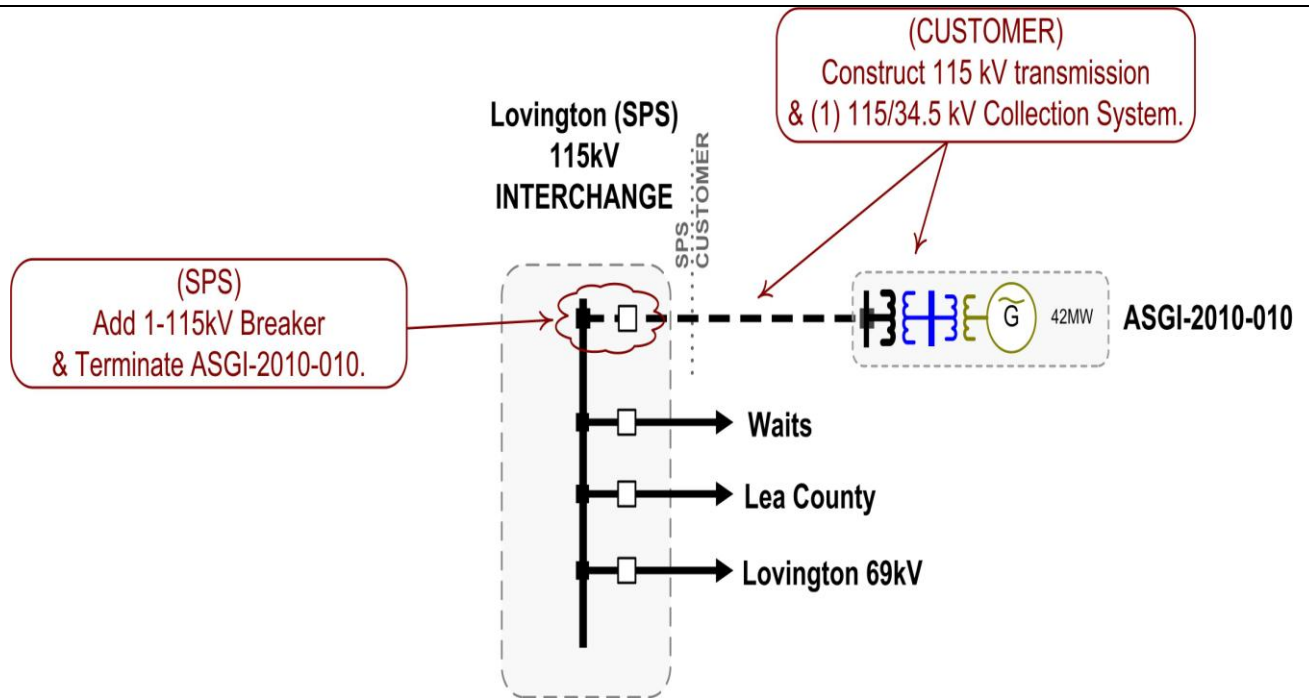 (CUSTOMER)
Construct 115 kV transmission
& (1) 115/34.5 kV Collection System.
Lovington (SPS)
115kV
INTERCHANGE
SPS
CUSTOMER
(SPS)
Add 1-115kV Breaker
& Terminate ASGI-2010-010.
G
42MW
ASGI-2010-010
Waits
Lea County
Lovington 69kV